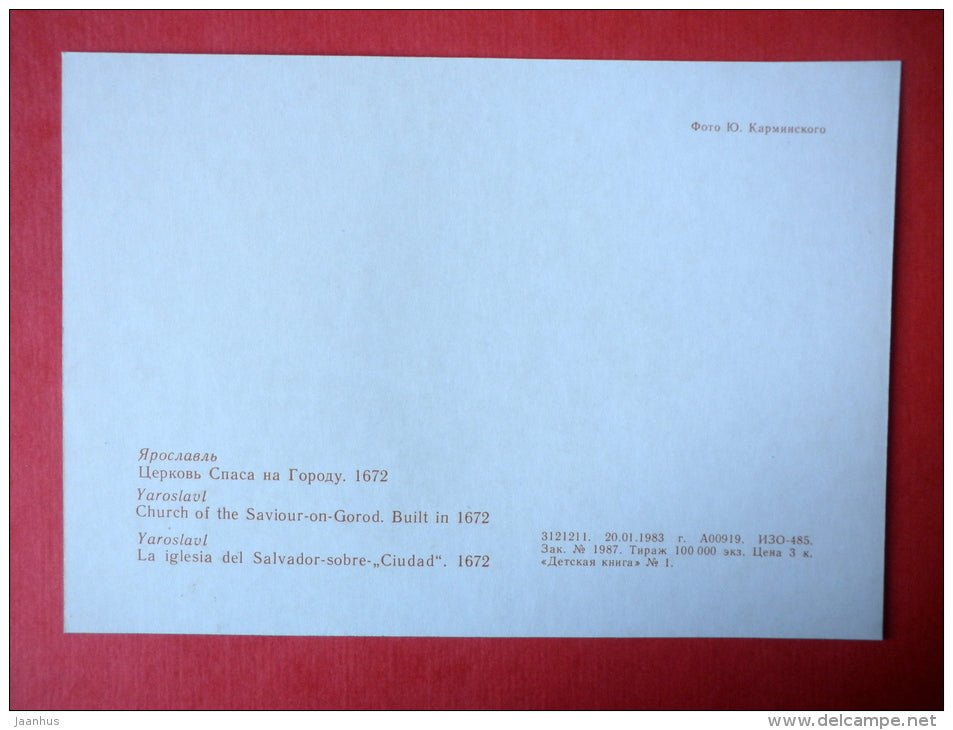 Фото Ю. Карминского
Ярославль
Церковь Спаса на Городу. 1672
Yaroslavl
Church of the Saviour-on-Gorod. Built in 1672
Yaroslavl
La iglesia del Salvador-sobre-„Ciudad“. 1672
3121211. 20.01.1983 г. А00919. ИЗО-485.
Зак. № 1987. Тираж 100 000 экз. Цена 3 к.
«Детская книга» № 1.
jaanhus
www.delcampe.net